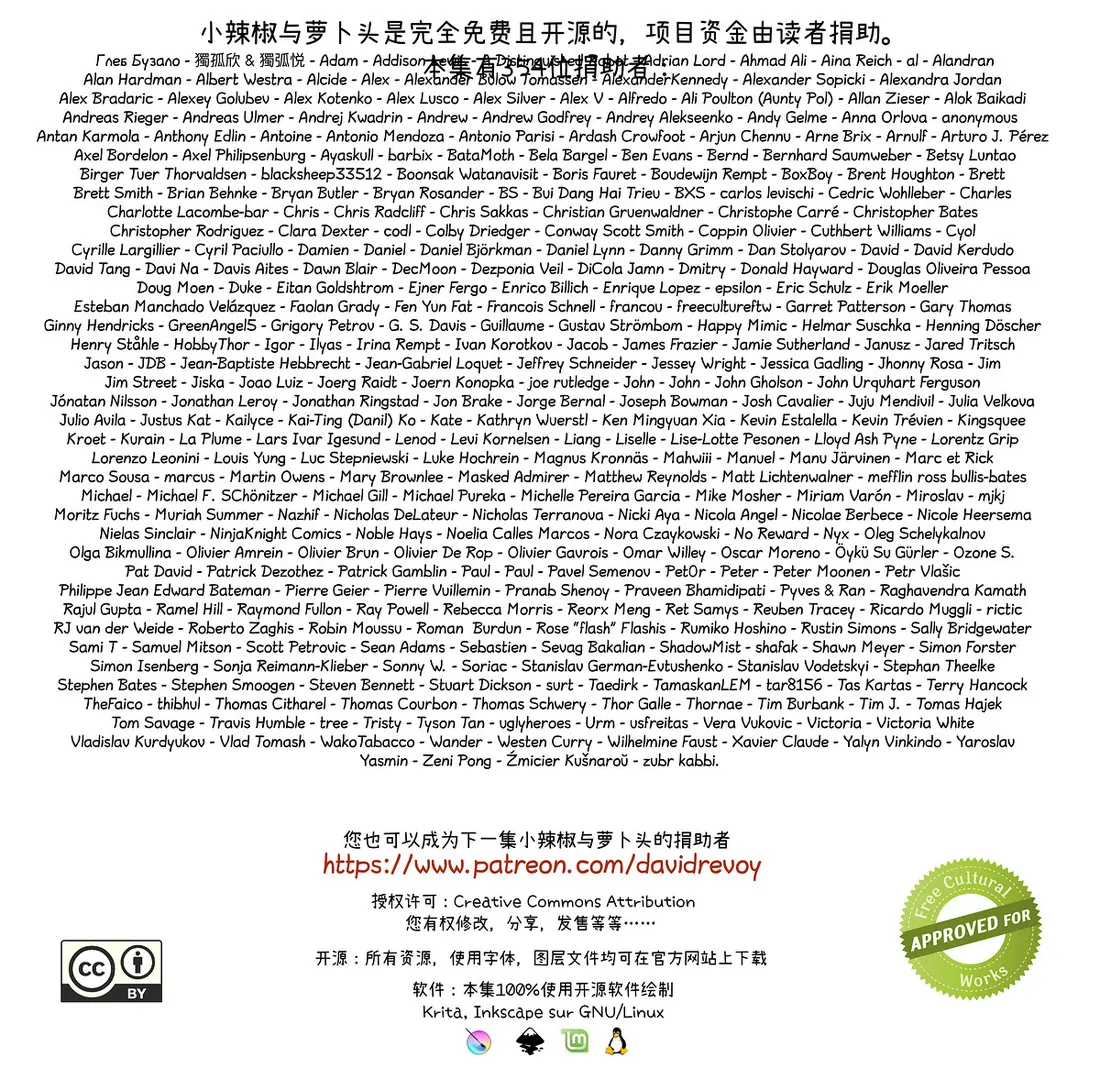 小辣椒与萝卜头是完全免费且开源的，项目资金由读者捐助。
本集有354位捐助者：
Глеб Бузало - 獨孤欣 & 獨弧悦 - Adam - Addison - Adrian Lord - Ahmad Ali - Aina Reich - al - Alandran
Alan Hardman - Albert Westra - Alcide - Alex - Alexander Bülow Tomassen - Alexander Kennedy - Alexander Sopicki - Alexandra Jordan
Alex Bradaric - Alexey Golubev - Alex Kotenko - Alex Lusco - Alex Silver - Alex V - Alfredo - Ali Poulton (Aunty Pol) - Allan Zieser - Alok Baikadi
Andreas Rieger - Andreas Ulmer - Andrej Kwadrin - Andrew - Andrew Godfrey - Andrey Alekseenko - Andy Gelme - Anna Orlova - anonymous
Antan Karmola - Anthony Edlin - Antoine - Antonio Mendoza - Antonio Parisi - Ardash Crowfoot - Arjun Chennu - Arne Brix - Arnulf - Arturo J. Pérez
Axel Bordelon - Axel Philipsenburg - Ayaskull - barbix - BataMoth - Bela Bargel - Ben Evans - Bernd - Bernhard Saumweber - Betsy Luntao
Birger Tuer Thorvaldsen - blacksheep33512 - Boonsak Watanavisit - Boris Fauret - Boudewijn Rempt - BoxBoy - Brent Houghton - Brett
Brett Smith - Brian Behnke - Bryan Butler - Bryan Rosander - BS - Bui Dang Hai Trieu - BXS - carlos levischi - Cedric Wohlleber - Charles
Charlotte Lacombe-bar - Chris - Chris Radcliff - Chris Sakkas - Christian Gruenwaldner - Christophe Carré - Christopher Bates
Christopher Rodriguez - Clara Dexter - codl - Colby Driedger - Conway Scott Smith - Coppin Olivier - Cuthbert Williams - Cyol
Cyrille Largillier - Cyril Paciullo - Damien - Daniel - Daniel Björkman - Daniel Lynn - Danny Grimm - Dan Stolyarov - David - David Kerdudo
David Tang - Davi Na - Davis Aites - Dawn Blair - DecMoon - Dezponia Veil - DiCola Jamn - Dmitry - Donald Hayward - Douglas Oliveira Pessoa
Doug Moen - Duke - Eitan Goldshtrom - Ejner Fergo - Enrico Billich - Enrique Lopez - epsilon - Eric Schulz - Erik Moeller
Esteban Manchado Velázquez - Faolan Grady - Fen Yun Fat - Francois Schnell - francou - freecultureftw - Garret Patterson - Gary Thomas
Ginny Hendricks - GreenAngel5 - Grigory Petrov - G. S. Davis - Guillaume - Gustav Strömbom - Happy Mimic - Helmar Suschka - Henning Döscher
Henry Ståhle - HobbyThor - Igor - Ilyas - Irina Rempt - Ivan Korotkov - Jacob - James Frazier - Jamie Sutherland - Janusz - Jared Tritsch
Jason - JDB - Jean-Baptiste Hebbrecht - Jean-Gabriel Loquet - Jeffrey Schneider - Jessey Wright - Jessica Gadling - Jhonny Rosa - Jim
Jim Street - Jiska - Joao Luiz - Joerg Raidt - Joern Konopka - joe rutledge - John - John - John Gholson - John Urquhart Ferguson
Jónatan Nilsson - Jonathan Leroy - Jonathan Ringstad - Jon Brake - Jorge Bernal - Joseph Bowman - Josh Cavalier - Juju Mendivil - Julia Velkova
Julio Avila - Justus Kat - Kailyce - Kai-Ting (Danil) Ko - Kate - Kathryn Wuerstl - Ken Mingyuan Xia - Kevin Estalella - Kevin Trévien - Kingsquee
Kroet - Kurain - La Plume - Lars Ivar Igesund - Lenod - Levi Kornelsen - Liang - Liselle - Lise-Lotte Pesonen - Lloyd Ash Pyne - Lorentz Grip
Lorenzo Leonini - Louis Yung - Luc Stepniewski - Luke Hochrein - Magnus Kronnäs - Mahwiii - Manuel - Manu Järvinen - Marc et Rick
Marco Sousa - marcus - Martin Owens - Mary Brownlee - Masked Admirer - Matthew Reynolds - Matt Lichtenwalner - mefflin ross bullis-bates
Michael - Michael F. SChönitzer - Michael Gill - Michael Pureka - Michelle Pereira Garcia - Mike Mosher - Miriam Varón - Miroslav - mjkj
Moritz Fuchs - Muriah Summer - Nazhif - Nicholas DeLateur - Nicholas Terranova - Nicki Aya - Nicola Angel - Nicolae Berbece - Nicole Heersema
Nielas Sinclair - NinjaKnight Comics - Noble Hays - Noelia Calles Marcos - Nora Czaykowski - No Reward - Nyx - Oleg Schelykalnov
Olga Bikmullina - Olivier Amrein - Olivier Brun - Olivier De Rop - Olivier Gavrois - Omar Willey - Oscar Moreno - Öykü Su Gürler - Ozone S.
Pat David - Patrick Dezothez - Patrick Gamblin - Paul - Paul - Pavel Semenov - Pet0r - Peter - Peter Moonen - Petr Vlašic
Philippe Jean Edward Bateman - Pierre Geier - Pierre Vuillemin - Pranab Shenoy - Praveen Bhamidipati - Pyves & Ran - Raghavendra Kamath
Rajul Gupta - Ramel Hill - Raymond Fullon - Ray Powell - Rebecca Morris - Reorx Meng - Ret Samys - Reuben Tracey - Ricardo Muggli - rictic
RJ van der Weide - Roberto Zaghis - Robin Moussu - Roman Burdun - Rose "flash" Flashis - Rumiko Hoshino - Rustin Simons - Sally Bridgewater
Sami T - Samuel Mitson - Scott Petrovic - Sean Adams - Sebastien - Sevag Bakalian - ShadowMist - shafak - Shawn Meyer - Simon Forster
Simon Isenberg - Sonja Reimann-Klieber - Sonny W. - Soriac - Stanislav German-Evtushenko - Stanislav Vodetskyi - Stephan Theelke
Stephen Bates - Stephen Smoogen - Steven Bennett - Stuart Dickson - surt - Taedirk - TamaskanLEM - tar8156 - Tas Kartas - Terry Hancock
TheFaico - thibhul - Thomas Citharel - Thomas Courbon - Thomas Schwery - Thor Galle - Thornae - Tim Burbank - Tim J. - Tomas Hajek
Tom Savage - Travis Humble - tree - Tristy - Tyson Tan - uglyheroes - Urm - usfreitas - Vera Vukovic - Victoria - Victoria White
Vladislav Kurdyukov - Vlad Tomash - WakoTabacco - Wander - Westen Curry - Wilhelmine Faust - Xavier Claude - Yalyn Vinkindo - Yaroslav
Yasmin - Zeni Pong - Źmicier Kušnaroŭ - zubr kabbi.
您也可以成为下一集小辣椒与萝卜头的捐助者
https://www.patreon.com/davidrevoy
授权许可：Creative Commons Attribution
您有权修改，分享，发售等等……
开源：所有资源，使用字体，图层文件均可在官方网站上下载
软件：本集100%使用开源软件绘制
Krita, Inkscape sur GNU/Linux
cc
BY
Free Cultural
APPROVED FOR
Works